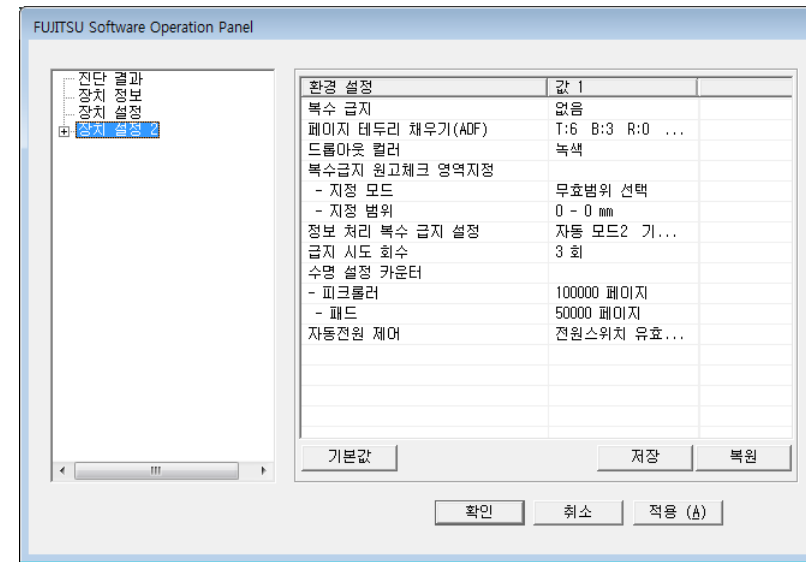 FUJITSU Software Operation Panel
진단 결과
장치 정보
장치 설정
장치 설정 2
환경 설정 값 1
복수 급지 없음
페이지 테두리 채우기(ADF) T:6 B:3 R:0 ...
드롭아웃 컬러 녹색
복수급지 원고체크 영역지정
- 지정 모드 무효범위 선택
- 지정 범위 0 - 0 mm
정보 처리 복수 급지 설정 자동 모드2 기...
급지 시도 회수 3 회
수명 설정 카운터
- 피크롤러 100000 페이지
- 패드 50000 페이지
자동전원 제어 전원스위치 유효...
기본값 저장 복원
확인 취소 적용 (A)